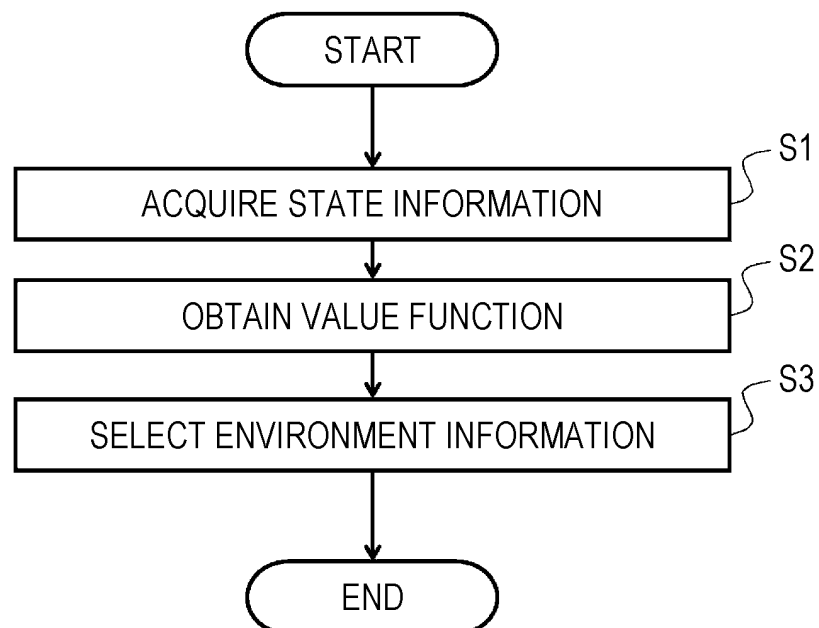 START
S1
ACQUIRE STATE INFORMATION
S2
OBTAIN VALUE FUNCTION
S3
SELECT ENVIRONMENT INFORMATION
END